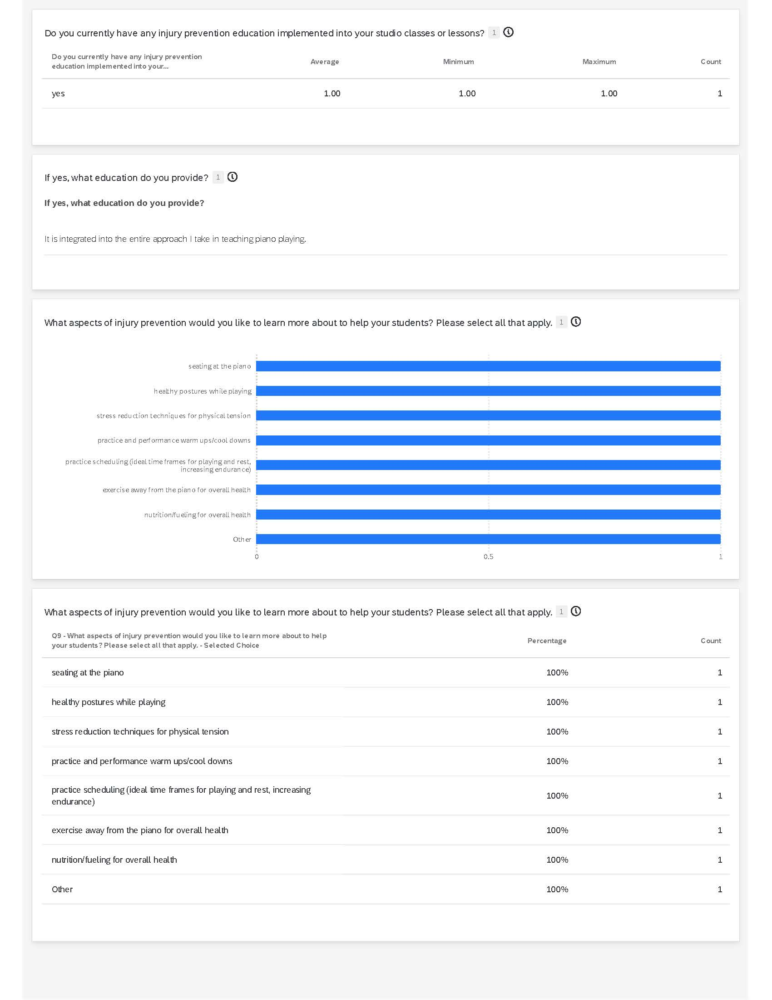 Do you currently have any injury prevention education implemented into your studio classes or lessons? 1
Do you currently have any injury prevention
education implemented into your...
Average Minimum Maximum Count
yes 1.00 1.00 1.00 1
If yes, what education do you provide? 1
If yes, what education do you provide?
It is integrated into the entire approach I take in teaching piano playing.
What aspects of injury prevention would you like to learn more about to help your students? Please select all that apply. 1
seating at the piano
healthy postures while playing
stress reduction techniques for physical tension
practice and performance warm ups/cool downs
practice scheduling (ideal time frames for playing and rest,
increasing endurance)
exercise away from the piano for overall health
nutrition/fueling for overall health
Other
0 0.5 1
What aspects of injury prevention would you like to learn more about to help your students? Please select all that apply. 1
Q9 - What aspects of injury prevention would you like to learn more about to help
your students? Please select all that apply. - Selected Choice
Percentage Count
seating at the piano 100% 1
healthy postures while playing 100% 1
stress reduction techniques for physical tension 100% 1
practice and performance warm ups/cool downs 100% 1
practice scheduling (ideal time frames for playing and rest, increasing
endurance)
100% 1
exercise away from the piano for overall health 100% 1
nutrition/fueling for overall health 100% 1
Other 100% 1